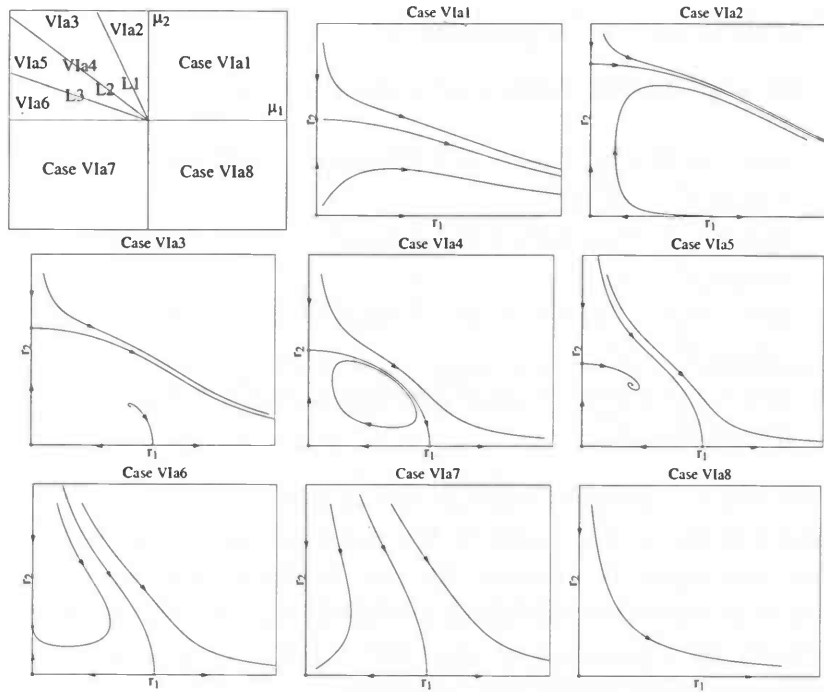 Case VIa1
Case VIa2
VIa3
VIa2
μ₂
VIa5
VIa4
Case VIa1
VIa6
L3
L2
L1
μ₁
Case VIa7
Case VIa8
r₂
r₁
r₂
r₁
Case VIa3
Case VIa4
Case VIa5
r₂
r₁
r₂
r₁
r₂
r₁
Case VIa6
Case VIa7
Case VIa8
r₂
r₁
r₂
r₁
r₂
r₁